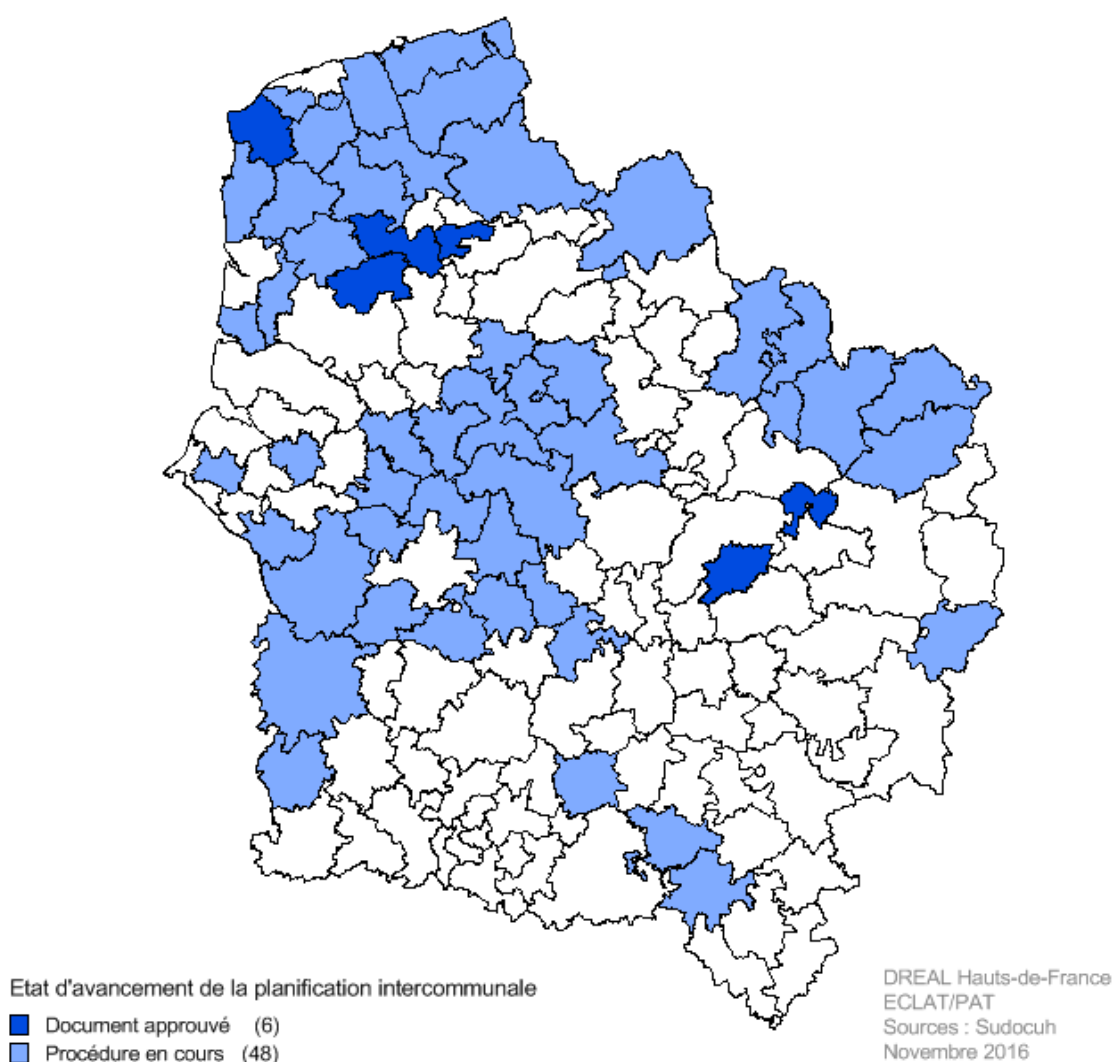 Etat d'avancement de la planification intercommunale
Document approuvé (6)
Procédure en cours (48)
DREAL Hauts-de-France
ECLAT/PAT
Sources : Sudocuh
Novembre 2016